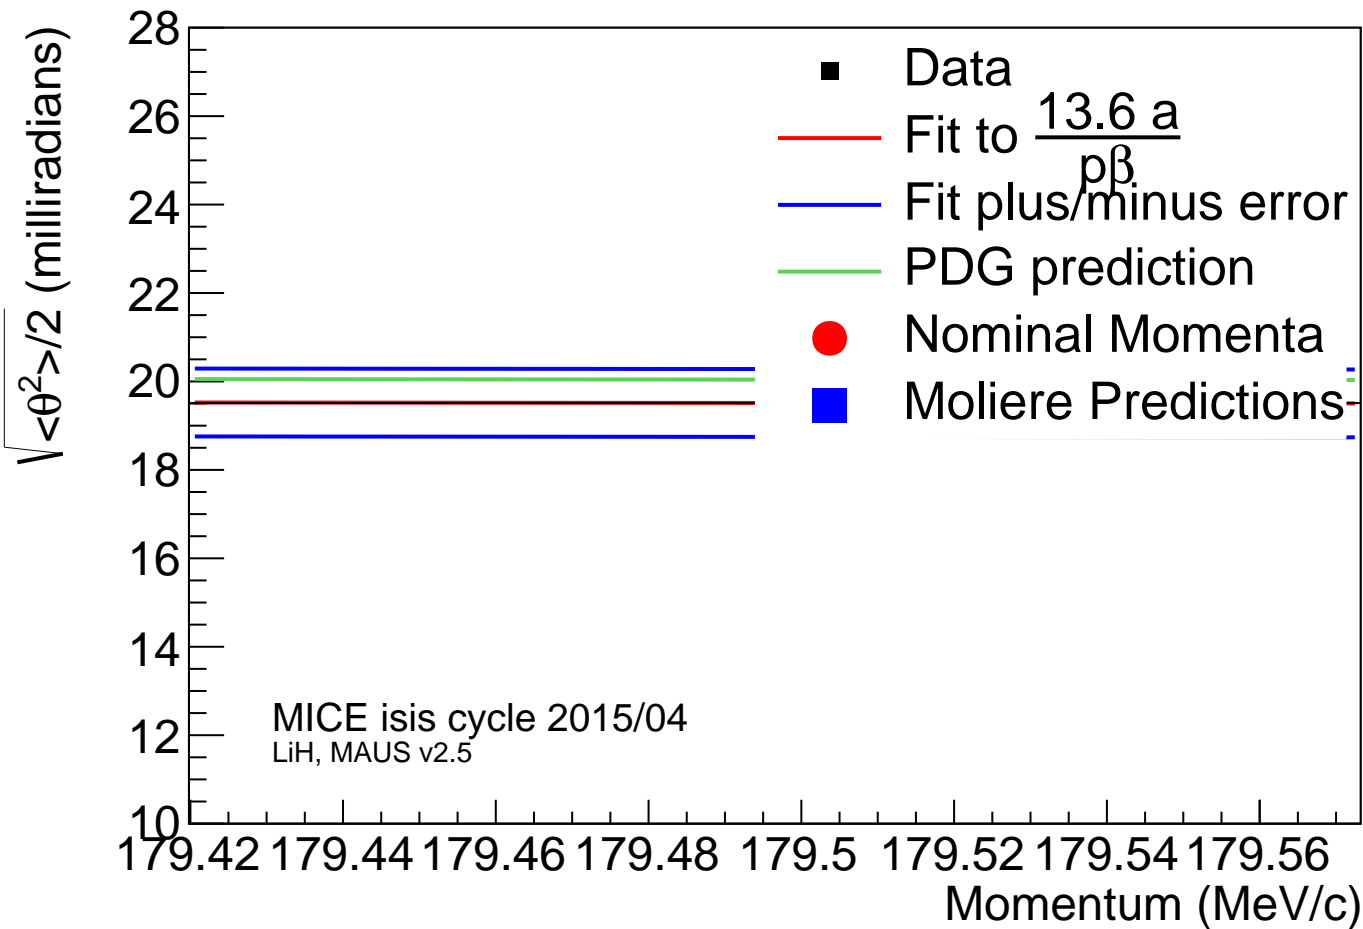 28
26
24
22
20
18
16
14
12
10
√<θ²>/2 (milliradians)
Data
Fit to 13.6 a
pβ
Fit plus/minus error
PDG prediction
Nominal Momenta
Moliere Predictions
MICE isis cycle 2015/04
LiH, MAUS v2.5
179.42 179.44 179.46 179.48 179.5 179.52 179.54 179.56
Momentum (MeV/c)